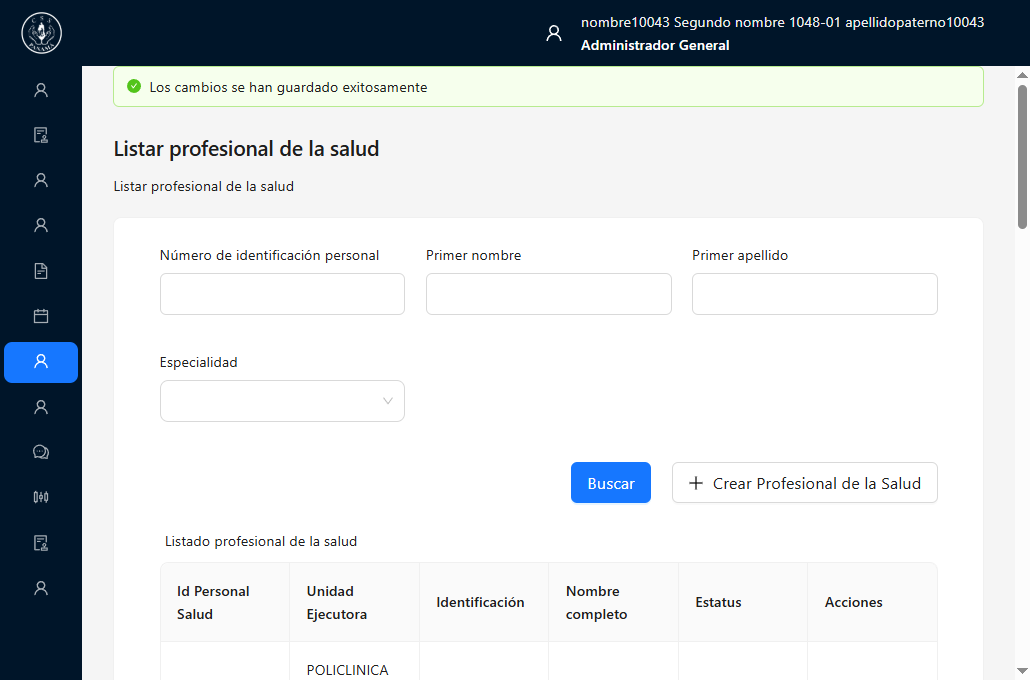 CSS
PANAMÁ
nombre10043 Segundo nombre 1048-01 apellidopaterno10043
Administrador General
Los cambios se han guardado exitosamente
Listar profesional de la salud
Listar profesional de la salud
Número de identificación personal
Primer nombre
Primer apellido
Especialidad
Buscar
Crear Profesional de la Salud
Listado profesional de la salud
Id Personal Salud
Unidad Ejecutora
Identificación
Nombre completo
Estatus
Acciones
POLICLINICA